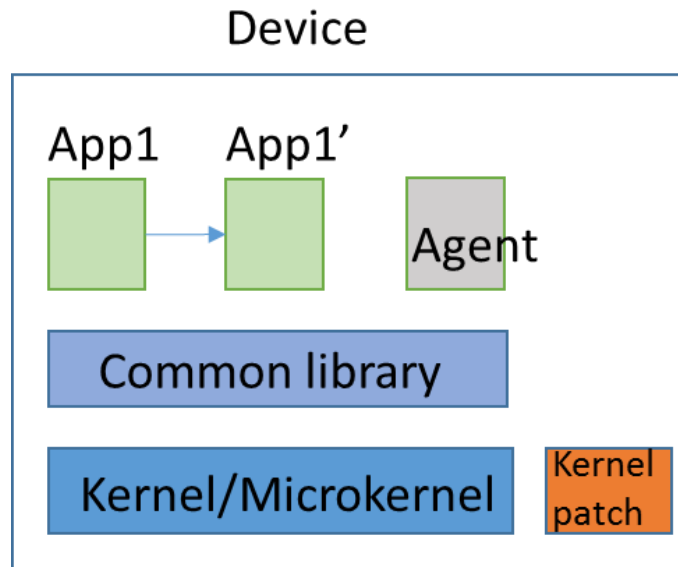 Device
App1
App1’
Agent
Common library
Kernel/Microkernel
Kernel
patch